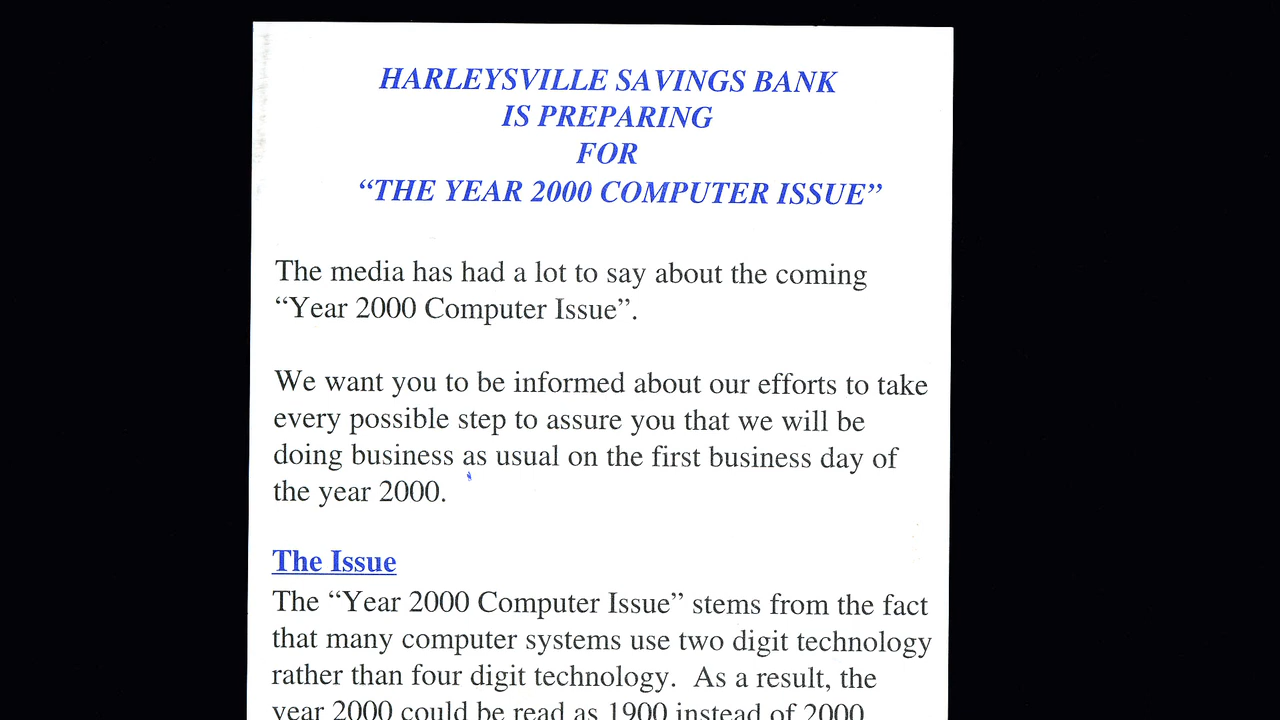 HARLEYSVILLE SAVINGS BANK
IS PREPARING
FOR
“THE YEAR 2000 COMPUTER ISSUE”
The media has had a lot to say about the coming
“Year 2000 Computer Issue”.
We want you to be informed about our efforts to take
every possible step to assure you that we will be
doing business as usual on the first business day of
the year 2000.
The Issue
The “Year 2000 Computer Issue” stems from the fact
that many computer systems use two digit technology
rather than four digit technology.  As a result, the
year 2000 could be read as 1900 instead of 2000.